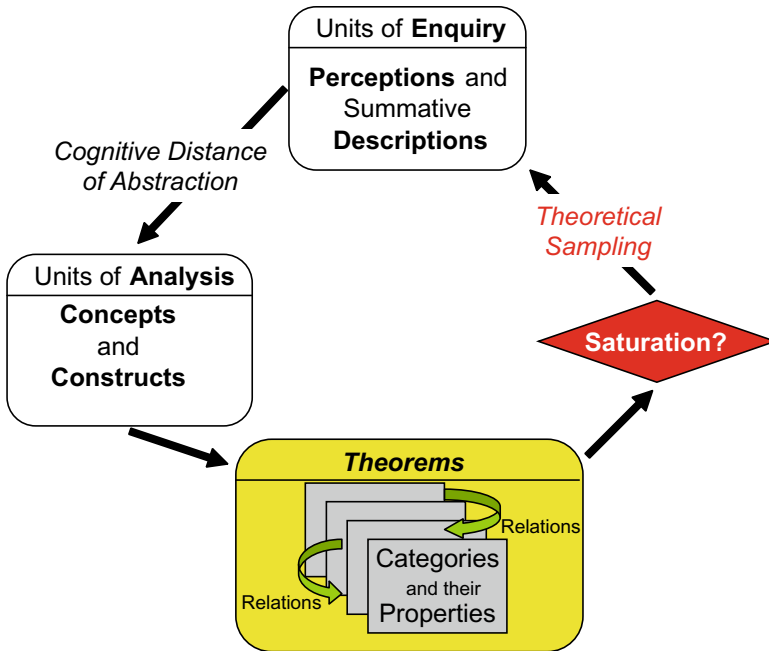 Units of Enquiry
Perceptions and
Summative
Descriptions
Cognitive Distance
of Abstraction
Theoretical
Sampling
Units of Analysis
Concepts
and
Constructs
Saturation?
Theorems
Relations
Categories
and their
Properties
Relations